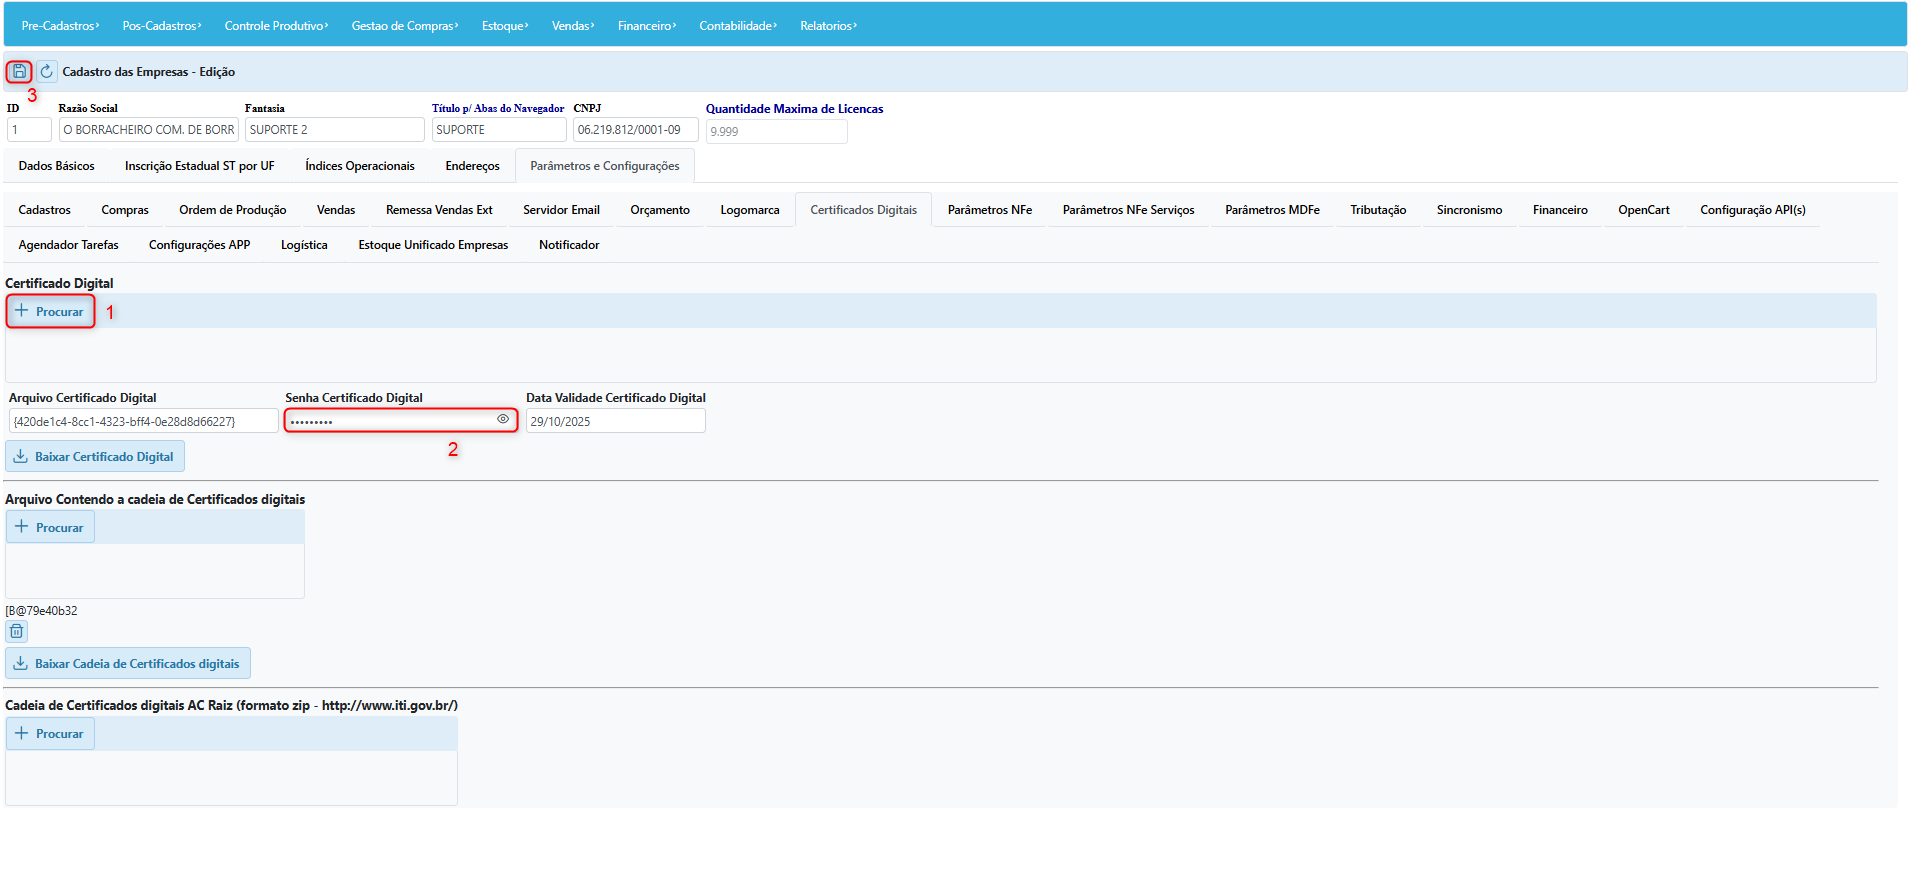 Pre-Cadastros› Pos-Cadastros› Controle Produtivo› Gestao de Compras› Estoque› Vendas› Financeiro› Contabilidade› Relatorios›
Cadastro das Empresas - Edição
3
ID Razão Social Fantasia Título p/ Abas do Navegador CNPJ Quantidade Maxima de Licencas
1 O BORRACHEIRO COM. DE BORR SUPORTE 2 SUPORTE 06.219.812/0001-09 9.999
Dados Básicos Inscrição Estadual ST por UF Índices Operacionais Endereços Parâmetros e Configurações
Cadastros Compras Ordem de Produção Vendas Remessa Vendas Ext Servidor Email Orçamento Logomarca Certificados Digitais Parâmetros NFe Parâmetros NFe Serviços Parâmetros MDFe Tributação Sincronismo Financeiro OpenCart Configuração API(s)
Agendador Tarefas Configurações APP Logística Estoque Unificado Empresas Notificador
Certificado Digital
Procurar 1
Arquivo Certificado Digital Senha Certificado Digital Data Validade Certificado Digital
{420de1c4-8cc1-4323-bff4-0e28d8d66227} ••••••••• 29/10/2025
2
Baixar Certificado Digital
Arquivo Contendo a cadeia de Certificados digitais
Procurar
[B@79e40b32
Baixar Cadeia de Certificados digitais
Cadeia de Certificados digitais AC Raiz (formato zip - http://www.iti.gov.br/)
Procurar